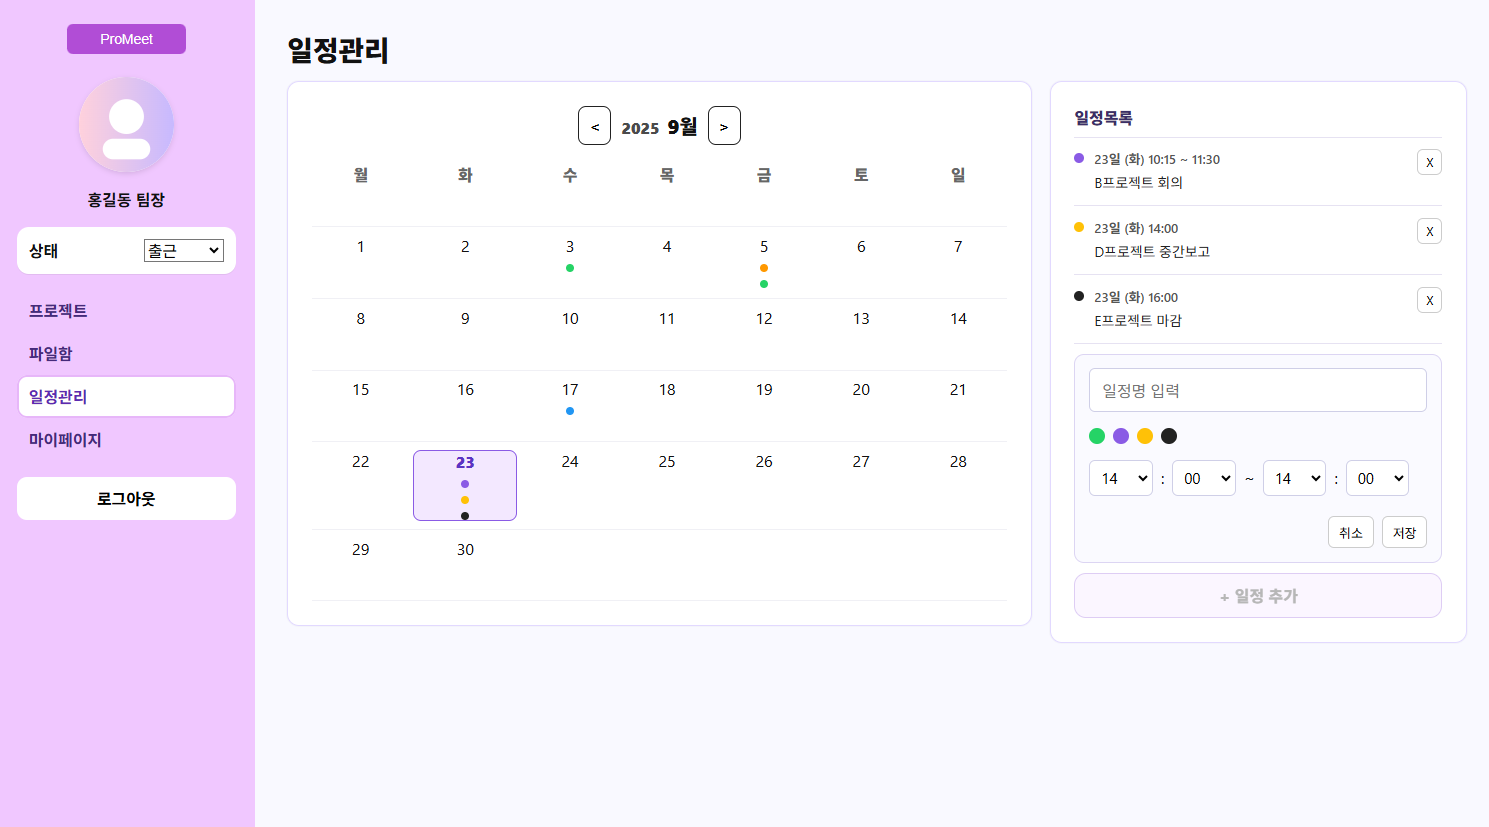 ProMeet
홍길동 팀장
상태
출근
프로젝트
파일함
일정관리
마이페이지
로그아웃
일정관리
< 2025 9월 >
월 화 수 목 금 토 일
1 2 3 4 5 6 7
8 9 10 11 12 13 14
15 16 17 18 19 20 21
22 23 24 25 26 27 28
29 30
일정목록
23일 (화) 10:15 ~ 11:30 X
B프로젝트 회의
23일 (화) 14:00 X
D프로젝트 중간보고
23일 (화) 16:00 X
E프로젝트 마감
일정명 입력
14 : 00 ~ 14 : 00
취소 저장
+ 일정 추가